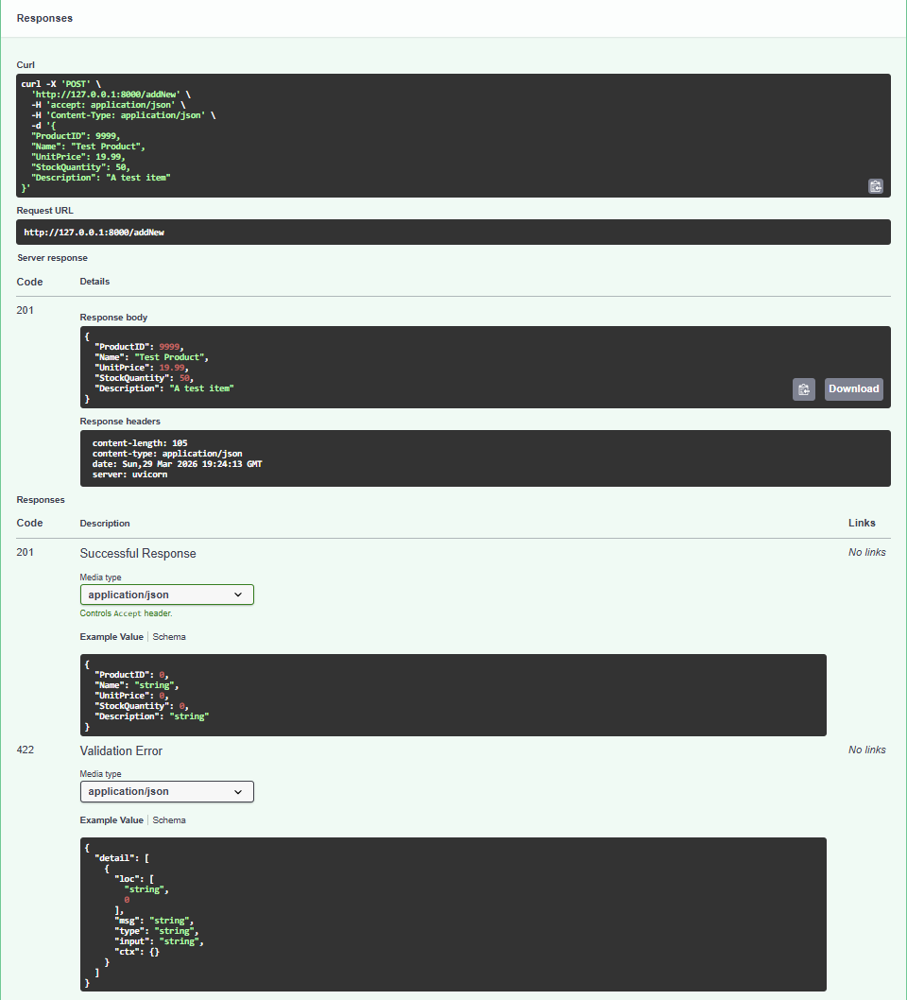 Responses
Curl
curl -X 'POST' \
  'http://127.0.0.1:8000/addNew' \
  -H 'accept: application/json' \
  -H 'Content-Type: application/json' \
  -d '{
  "ProductID": 9999,
  "Name": "Test Product",
  "UnitPrice": 19.99,
  "StockQuantity": 50,
  "Description": "A test item"
}'
Request URL
http://127.0.0.1:8000/addNew
Server response
Code Details
201
Response body
{
  "ProductID": 9999,
  "Name": "Test Product",
  "UnitPrice": 19.99,
  "StockQuantity": 50,
  "Description": "A test item"
}
Download
Response headers
content-length: 105
content-type: application/json
date: Sun,29 Mar 2026 19:24:13 GMT
server: uvicorn
Responses
Code Description Links
201 Successful Response No links
Media type
application/json
Controls Accept header.
Example Value Schema
{
  "ProductID": 0,
  "Name": "string",
  "UnitPrice": 0,
  "StockQuantity": 0,
  "Description": "string"
}
422 Validation Error No links
Media type
application/json
Example Value Schema
{
  "detail": [
    {
      "loc": [
        "string",
        0
      ],
      "msg": "string",
      "type": "string",
      "input": "string",
      "ctx": {}
    }
  ]
}